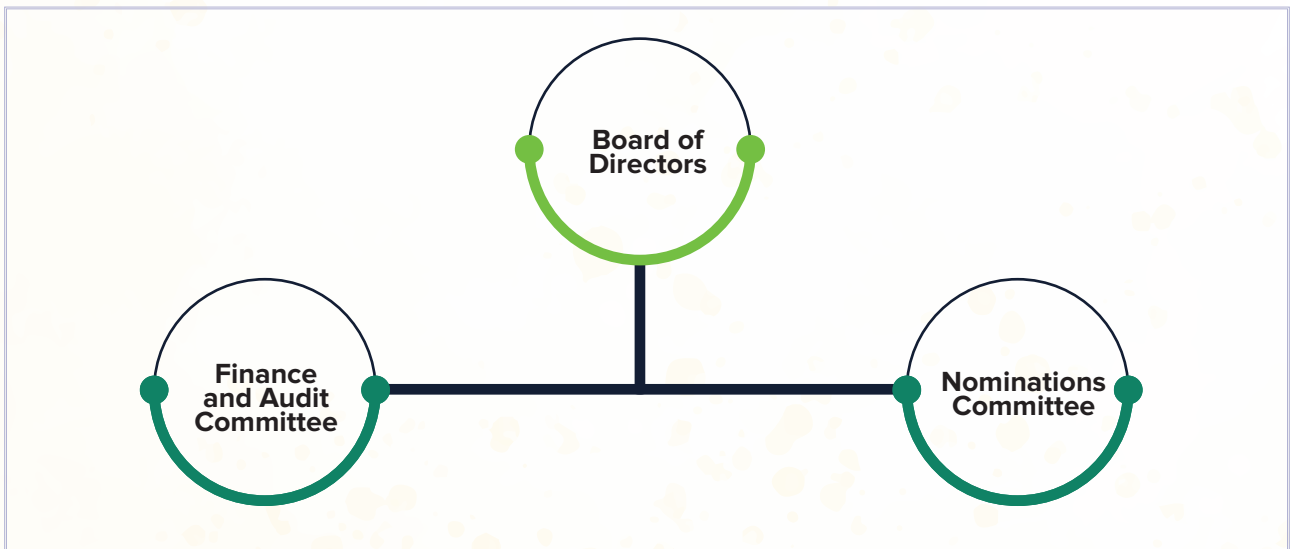 Board of
Directors
Finance
and Audit
Committee
Nominations
Committee